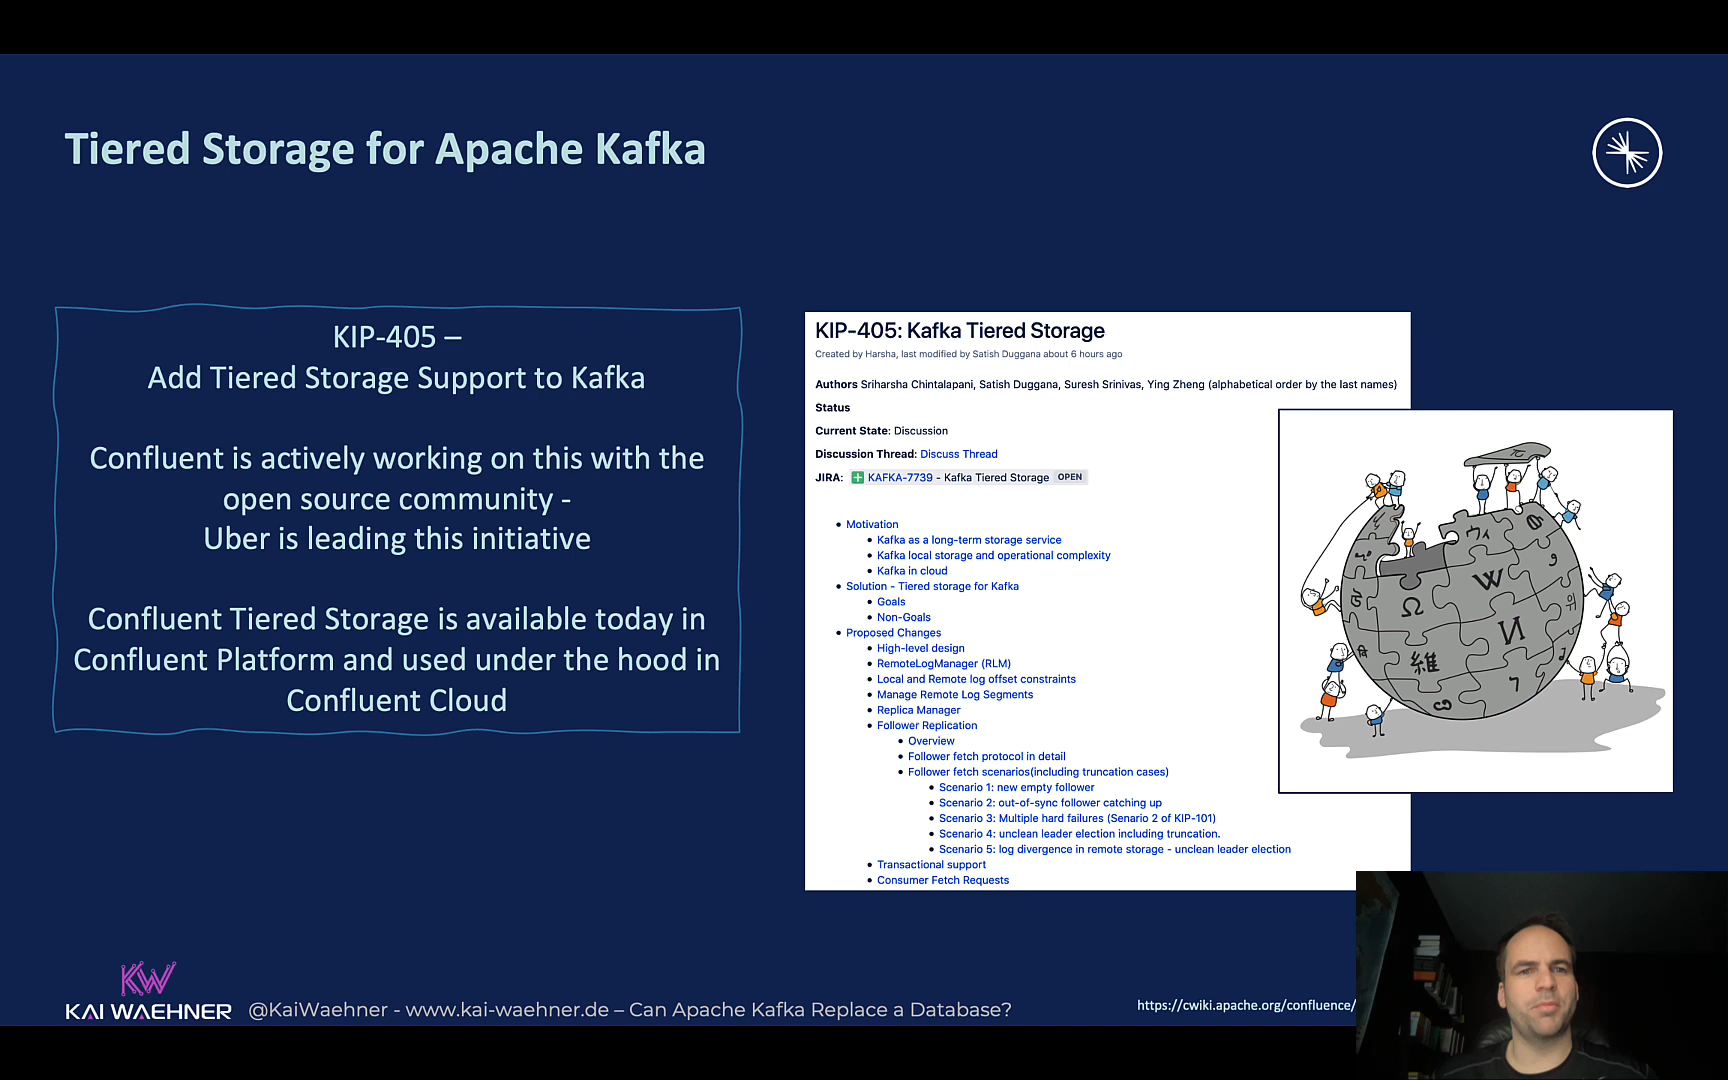 Tiered Storage for Apache Kafka
KIP-405 –
Add Tiered Storage Support to Kafka
Confluent is actively working on this with the
open source community -
Uber is leading this initiative
Confluent Tiered Storage is available today in
Confluent Platform and used under the hood in
Confluent Cloud
KIP-405: Kafka Tiered Storage
Created by Harsha, last modified by Satish Duggana about 6 hours ago
Authors Sriharsha Chintalapani, Satish Duggana, Suresh Srinivas, Ying Zheng (alphabetical order by the last names)
Status
Current State: Discussion
Discussion Thread: Discuss Thread
JIRA: KAFKA-7739 - Kafka Tiered Storage OPEN
Motivation
Kafka as a long-term storage service
Kafka local storage and operational complexity
Kafka in cloud
Solution - Tiered storage for Kafka
Goals
Non-Goals
Proposed Changes
High-level design
RemoteLogManager (RLM)
Local and Remote log offset constraints
Manage Remote Log Segments
Replica Manager
Follower Replication
Overview
Follower fetch protocol in detail
Follower fetch scenarios(including truncation cases)
Scenario 1: new empty follower
Scenario 2: out-of-sync follower catching up
Scenario 3: Multiple hard failures (Senario 2 of KIP-101)
Scenario 4: unclean leader election including truncation.
Scenario 5: log divergence in remote storage - unclean leader election
Transactional support
Consumer Fetch Requests
Ω
W
И
維
KW
KAI WAEHNER
@KaiWaehner - www.kai-waehner.de – Can Apache Kafka Replace a Database?
https://cwiki.apache.org/confluence/